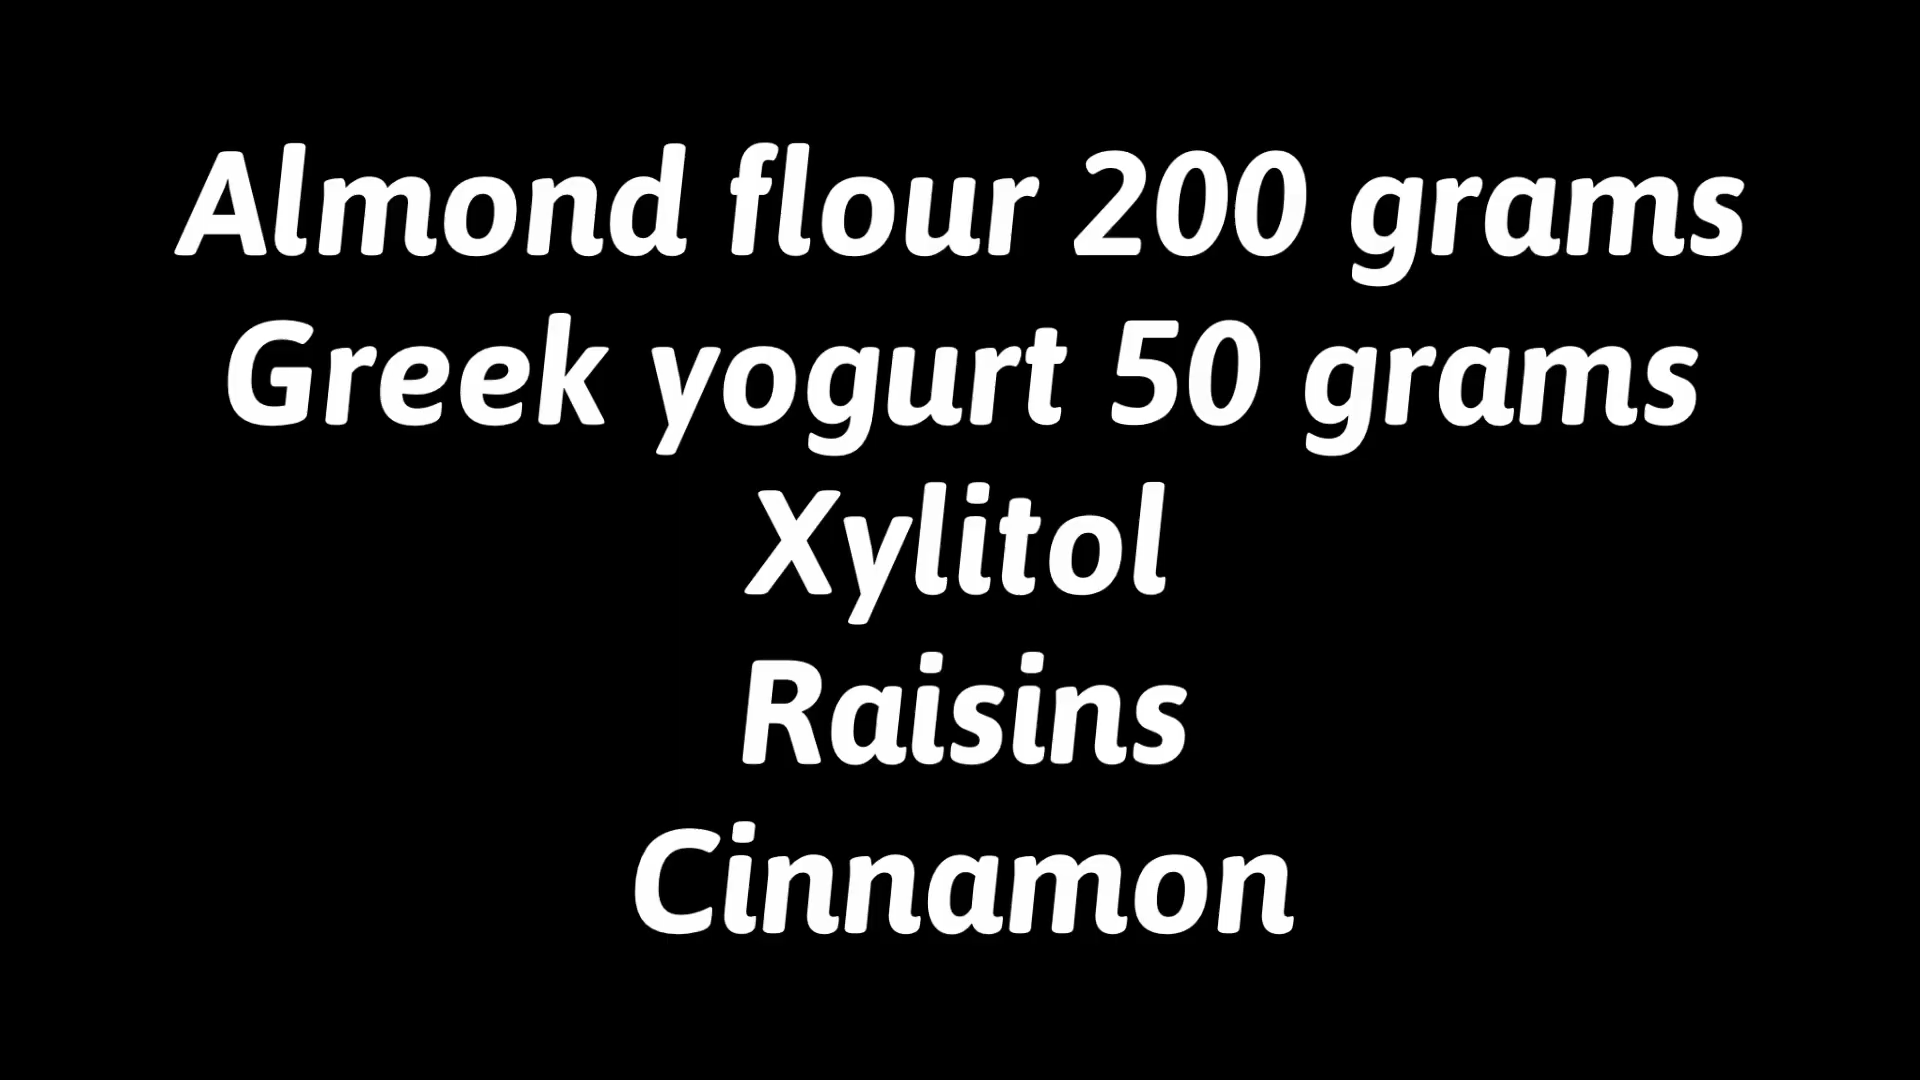 Almond flour 200 grams
Greek yogurt 50 grams
Xylitol
Raisins
Cinnamon